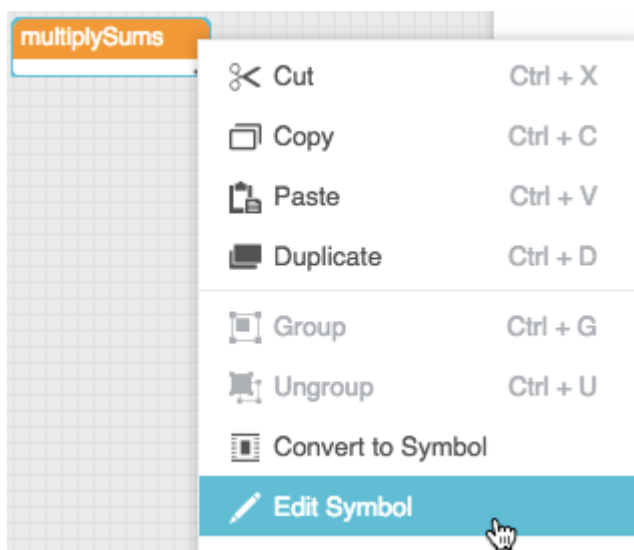 multiplySums
Cut Ctrl + X
Copy Ctrl + C
Paste Ctrl + V
Duplicate Ctrl + D
Group Ctrl + G
Ungroup Ctrl + U
Convert to Symbol
Edit Symbol